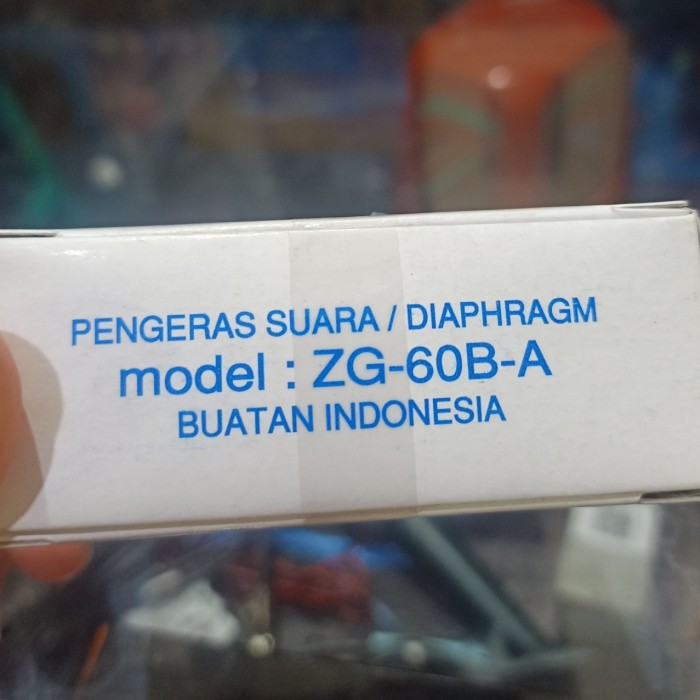 PENGERAS SUARA / DIAPHRAGM
model : ZG-60B-A
BUATAN INDONESIA